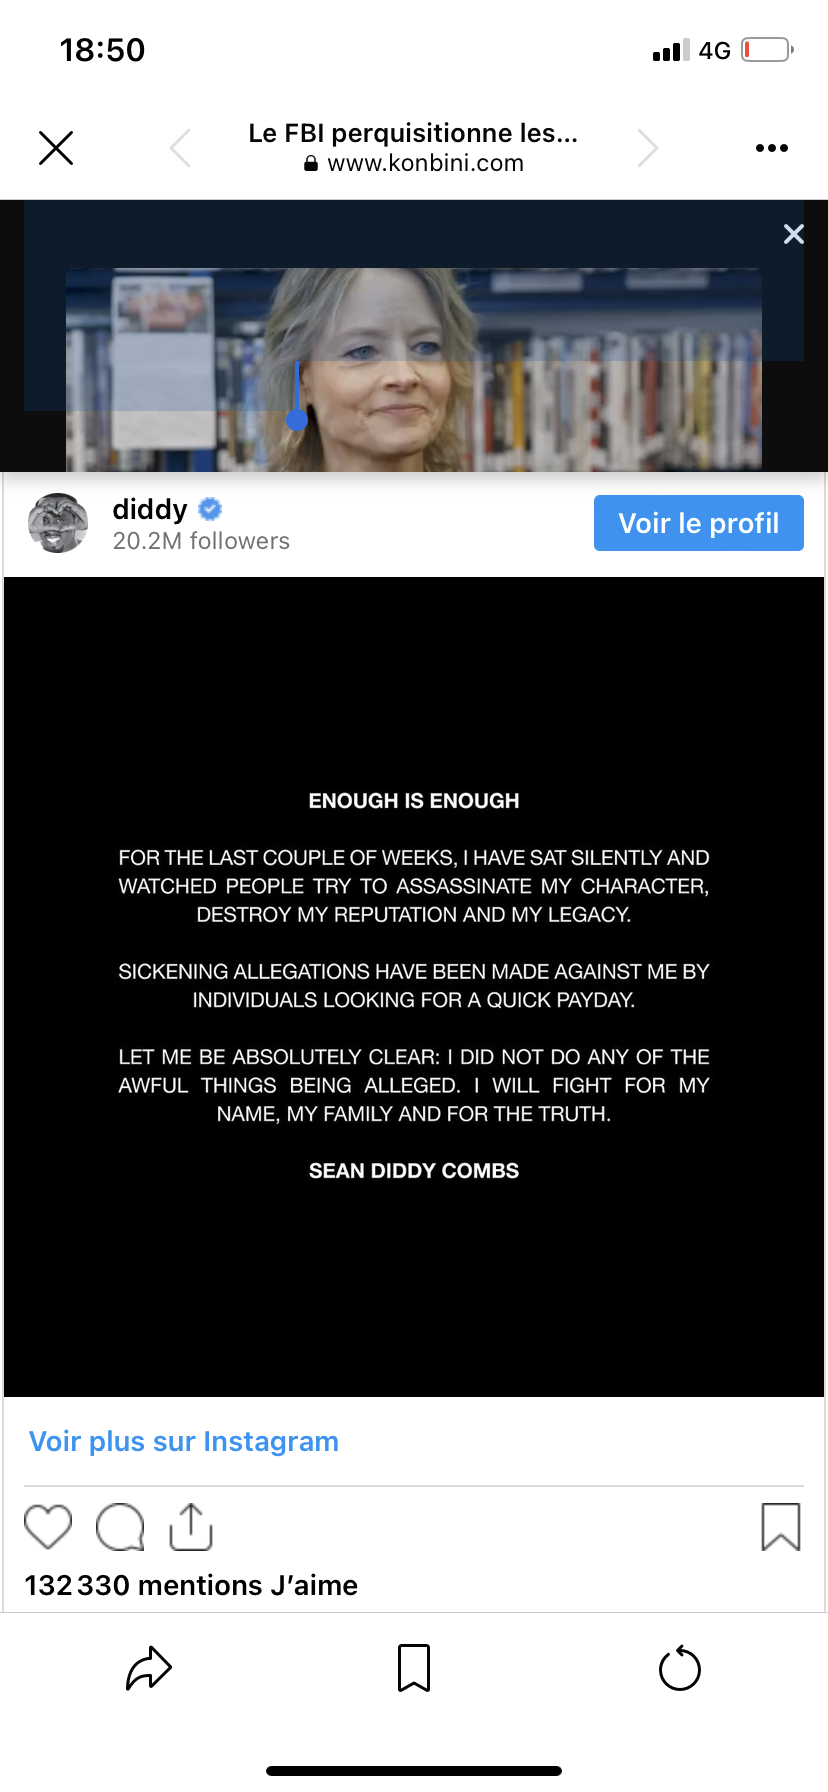 18:50
4G
Le FBI perquisitionne les...
www.konbini.com
diddy
20.2M followers
Voir le profil
ENOUGH IS ENOUGH
FOR THE LAST COUPLE OF WEEKS, I HAVE SAT SILENTLY AND
WATCHED PEOPLE TRY TO ASSASSINATE MY CHARACTER,
DESTROY MY REPUTATION AND MY LEGACY.
SICKENING ALLEGATIONS HAVE BEEN MADE AGAINST ME BY
INDIVIDUALS LOOKING FOR A QUICK PAYDAY.
LET ME BE ABSOLUTELY CLEAR: I DID NOT DO ANY OF THE
AWFUL THINGS BEING ALLEGED. I WILL FIGHT FOR MY
NAME, MY FAMILY AND FOR THE TRUTH.
SEAN DIDDY COMBS
Voir plus sur Instagram
132 330 mentions J’aime